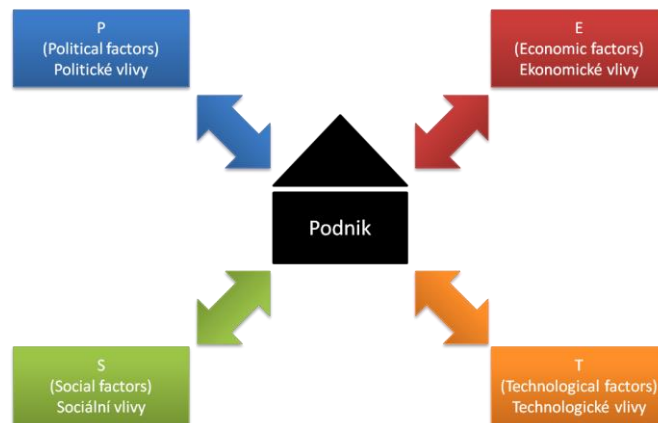 P
(Political factors)
Politické vlivy
E
(Economic factors)
Ekonomické vlivy
Podnik
S
(Social factors)
Sociální vlivy
T
(Technological factors)
Technologické vlivy